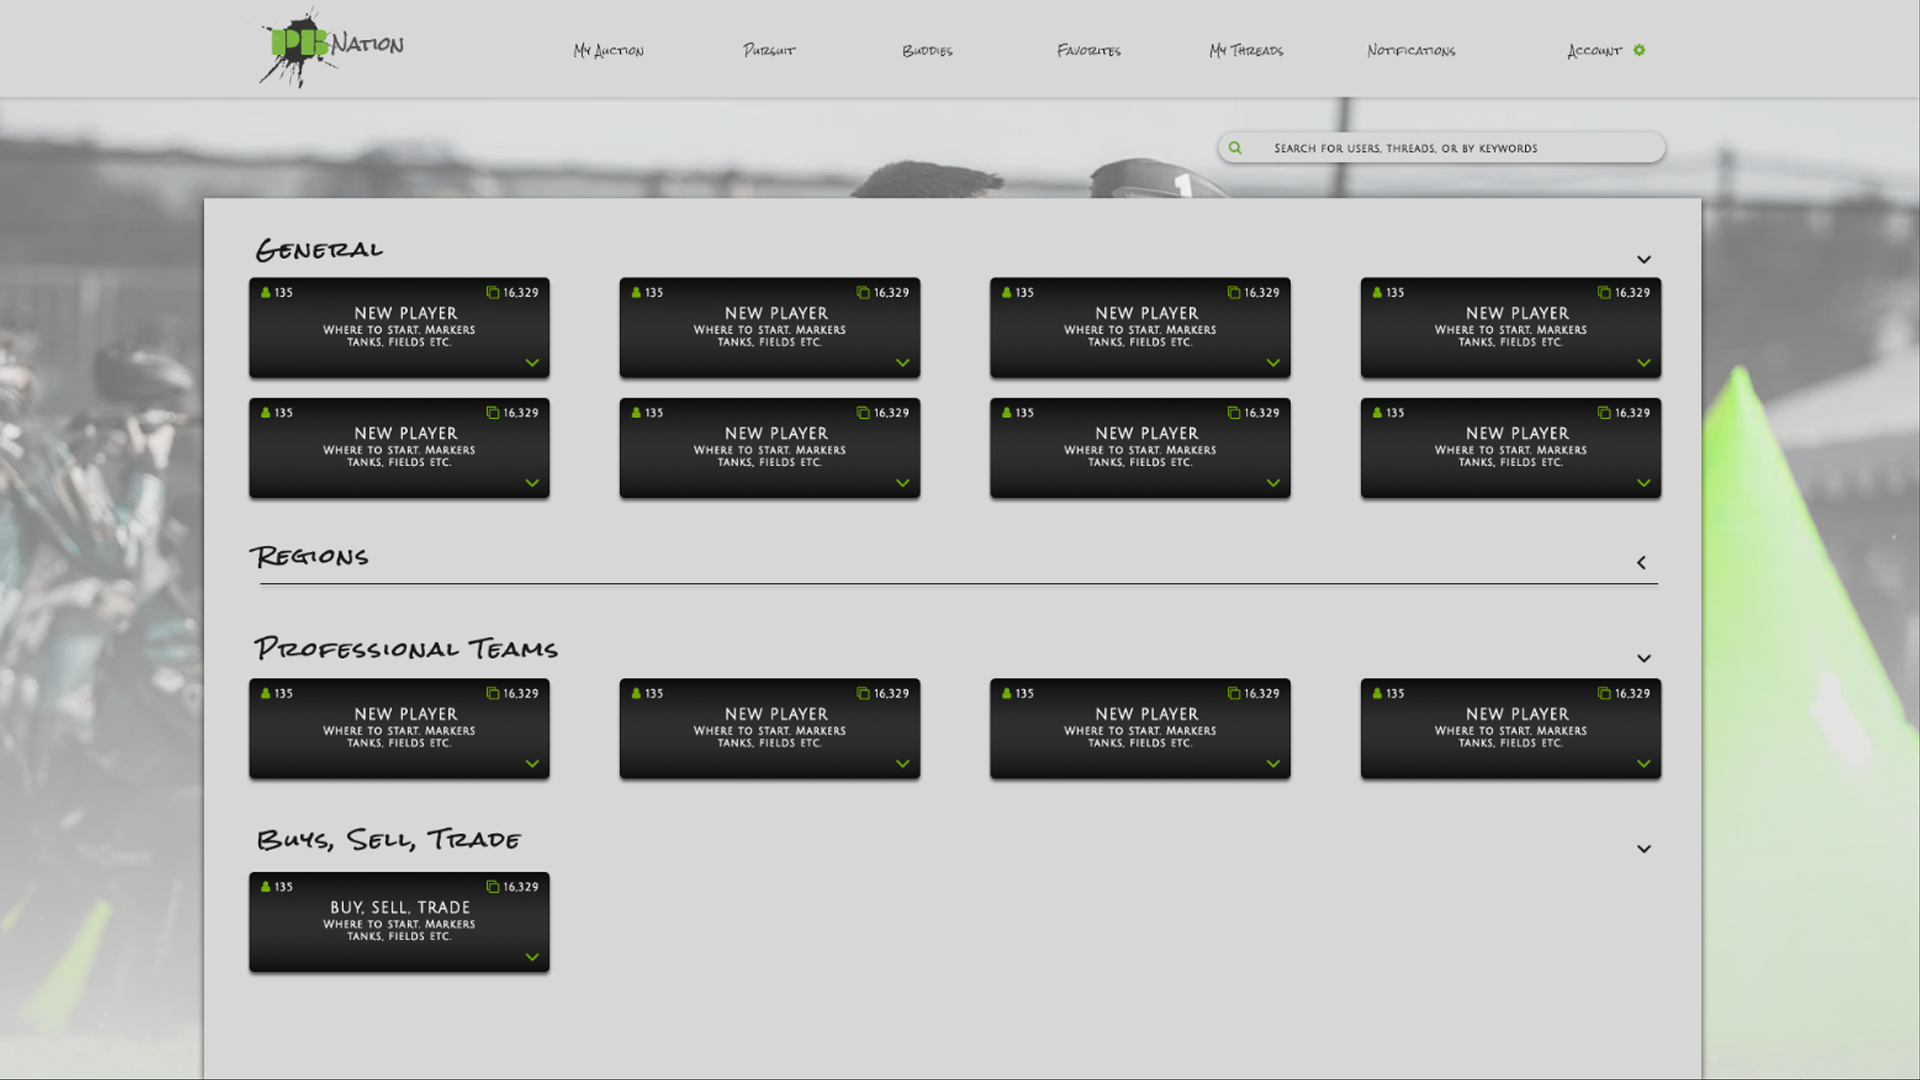 PB Nation
My Auction
Pursuit
Buddies
Favorites
My Threads
Notifications
Account
Search for users, threads, or by keywords
1
General
135 16,329
New Player
Where to start. Markers
tanks, fields etc.
135 16,329
New Player
Where to start. Markers
tanks, fields etc.
135 16,329
New Player
Where to start. Markers
tanks, fields etc.
135 16,329
New Player
Where to start. Markers
tanks, fields etc.
135 16,329
New Player
Where to start. Markers
tanks, fields etc.
135 16,329
New Player
Where to start. Markers
tanks, fields etc.
135 16,329
New Player
Where to start. Markers
tanks, fields etc.
135 16,329
New Player
Where to start. Markers
tanks, fields etc.
Regions
Professional Teams
135 16,329
New Player
Where to start. Markers
tanks, fields etc.
135 16,329
New Player
Where to start. Markers
tanks, fields etc.
135 16,329
New Player
Where to start. Markers
tanks, fields etc.
135 16,329
New Player
Where to start. Markers
tanks, fields etc.
Buys, Sell, Trade
135 16,329
Buy, Sell, Trade
Where to start. Markers
tanks, fields etc.